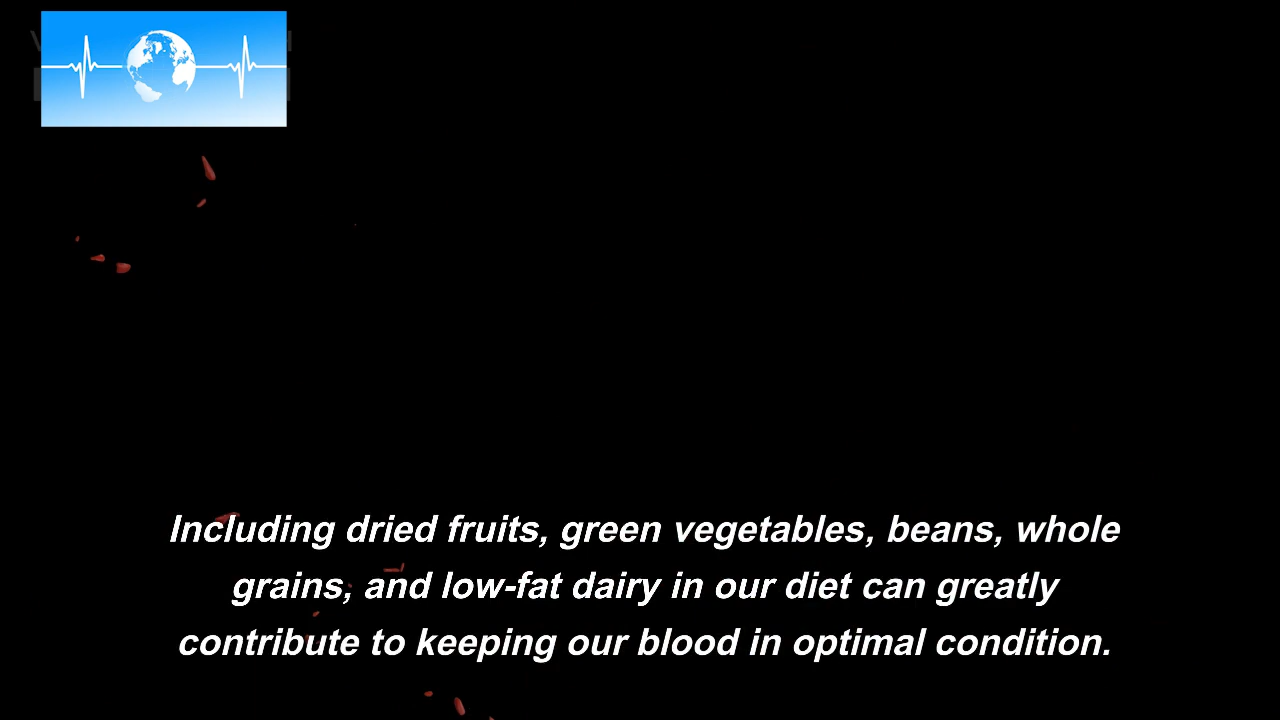 Including dried fruits, green vegetables, beans, whole
grains, and low-fat dairy in our diet can greatly
contribute to keeping our blood in optimal condition.